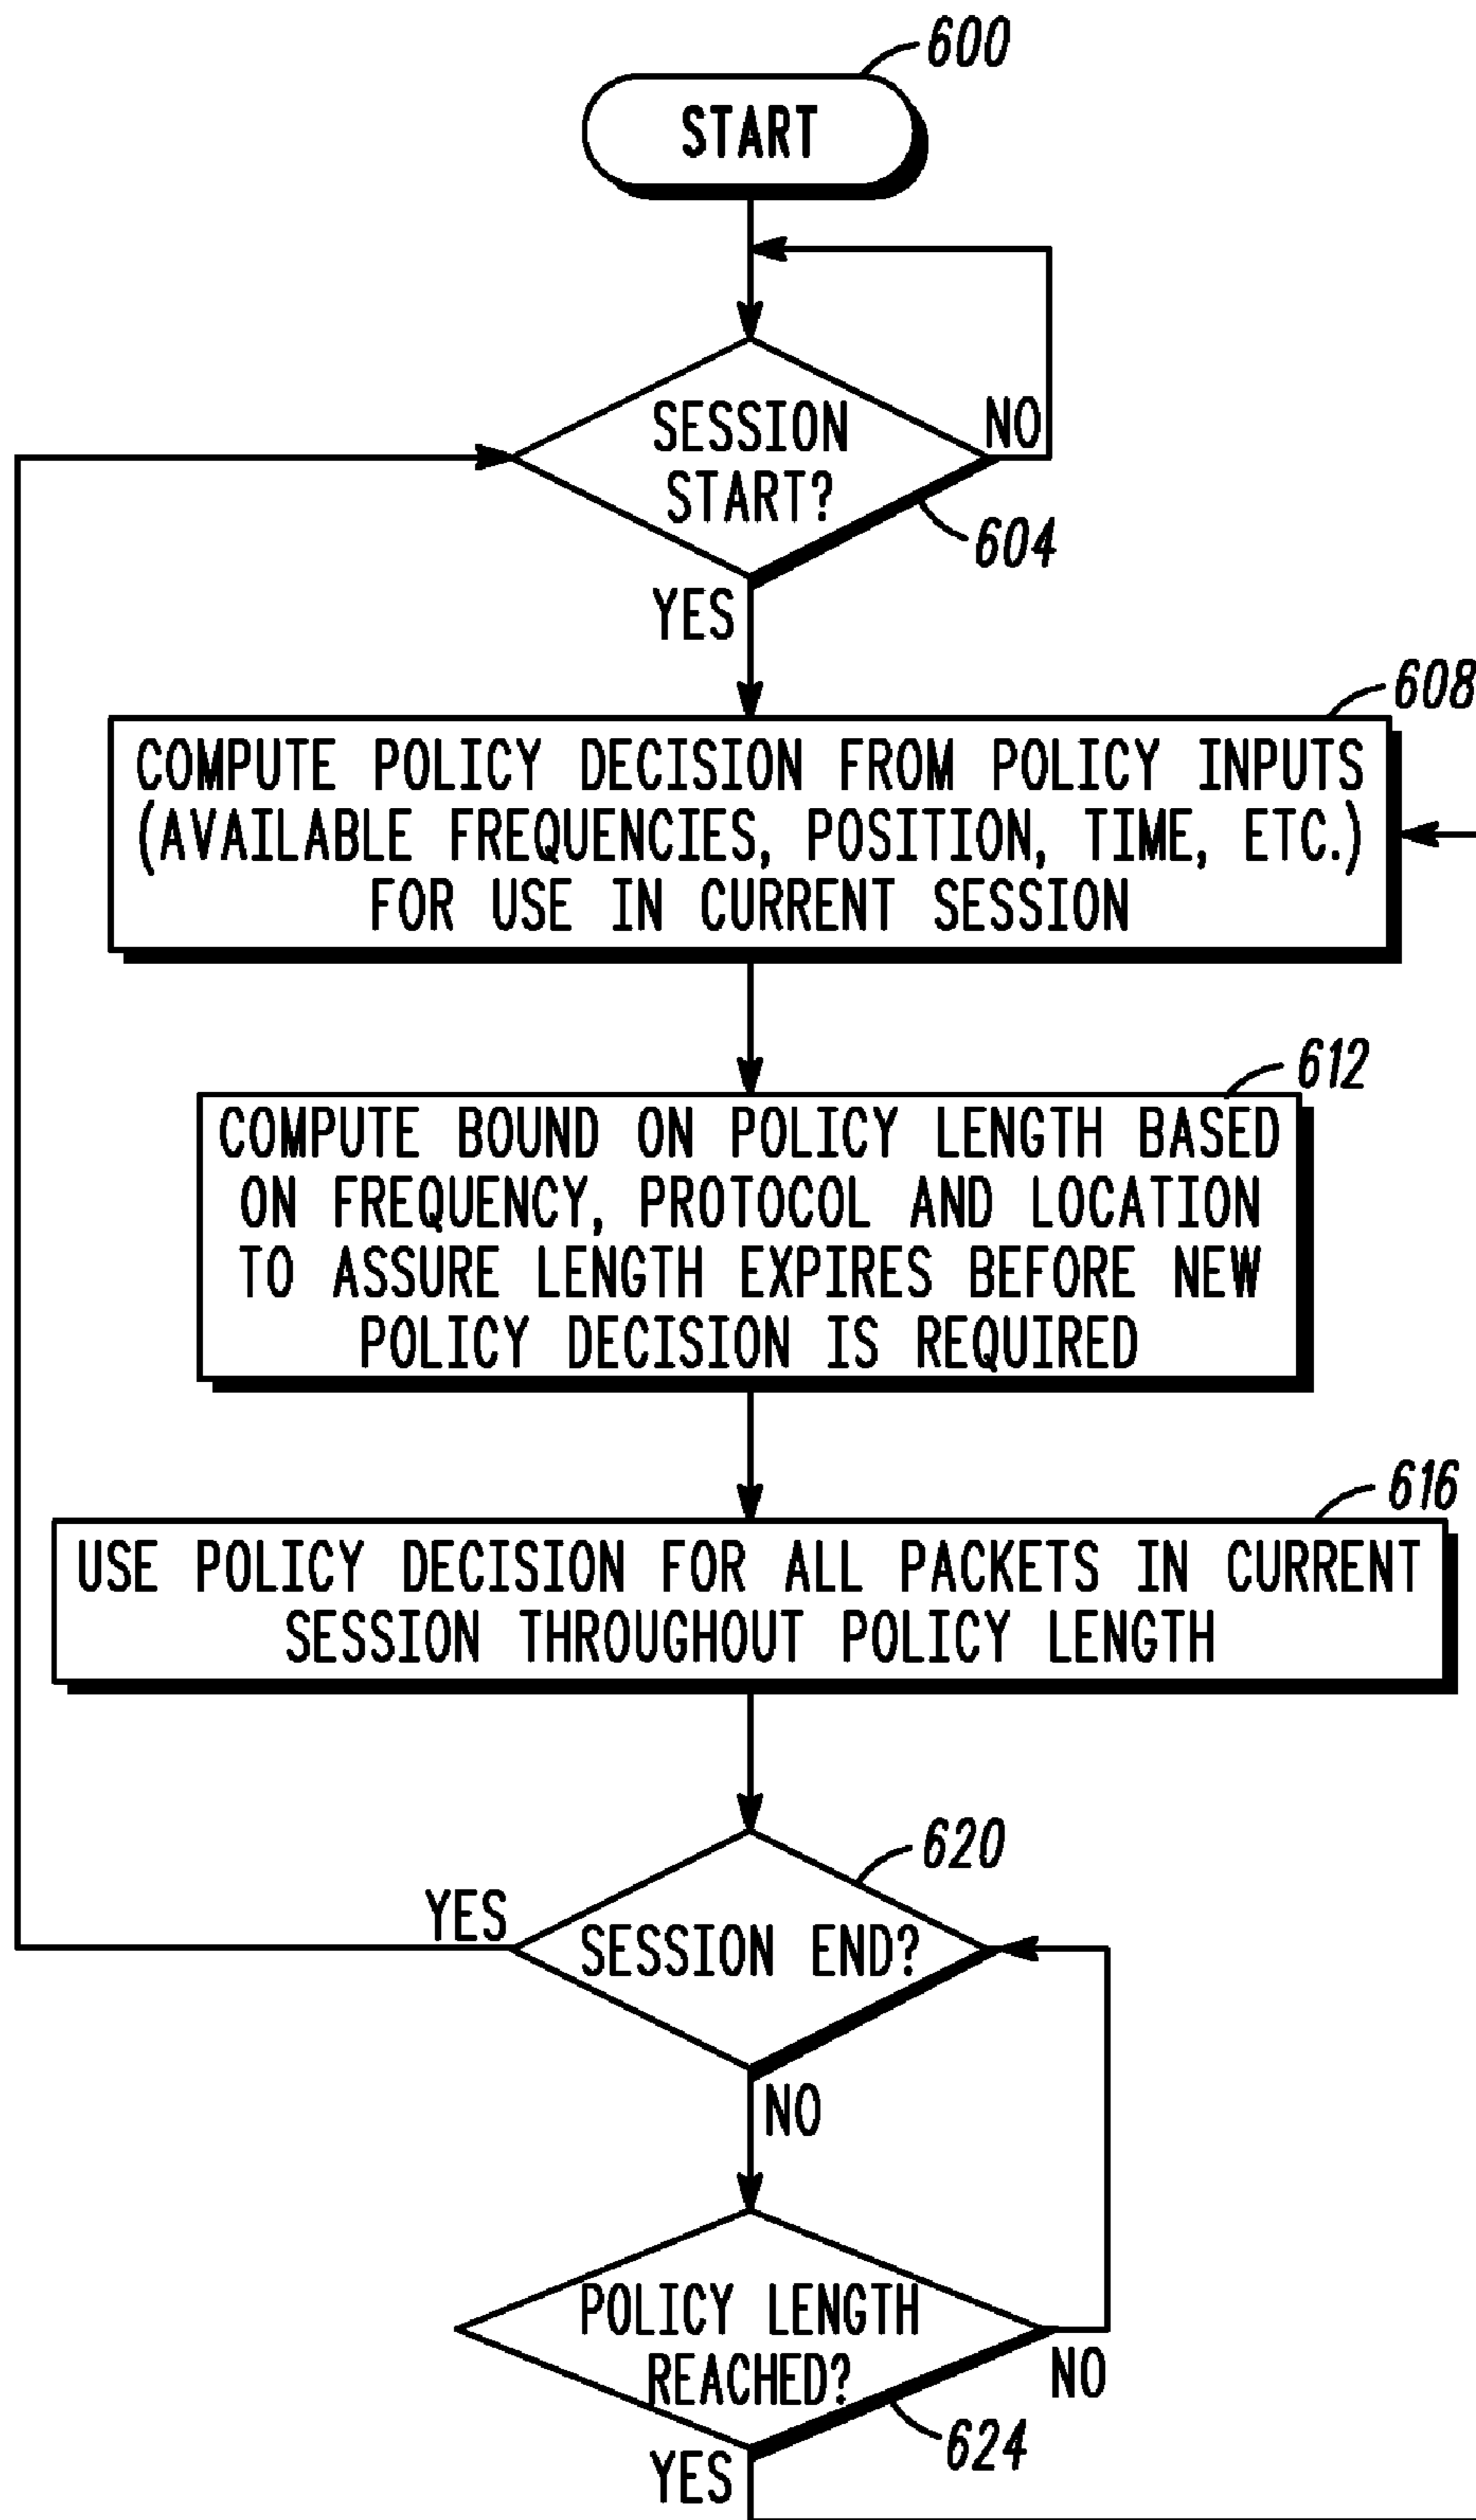 600
START
NO
SESSION
START?
604
YES
608
COMPUTE POLICY DECISION FROM POLICY INPUTS
(AVAILABLE FREQUENCIES, POSITION, TIME, ETC.)
FOR USE IN CURRENT SESSION
612
COMPUTE BOUND ON POLICY LENGTH BASED
ON FREQUENCY, PROTOCOL AND LOCATION
TO ASSURE LENGTH EXPIRES BEFORE NEW
POLICY DECISION IS REQUIRED
616
USE POLICY DECISION FOR ALL PACKETS IN CURRENT
SESSION THROUGHOUT POLICY LENGTH
620
YES
SESSION END?
NO
POLICY LENGTH
REACHED?
NO
624
YES